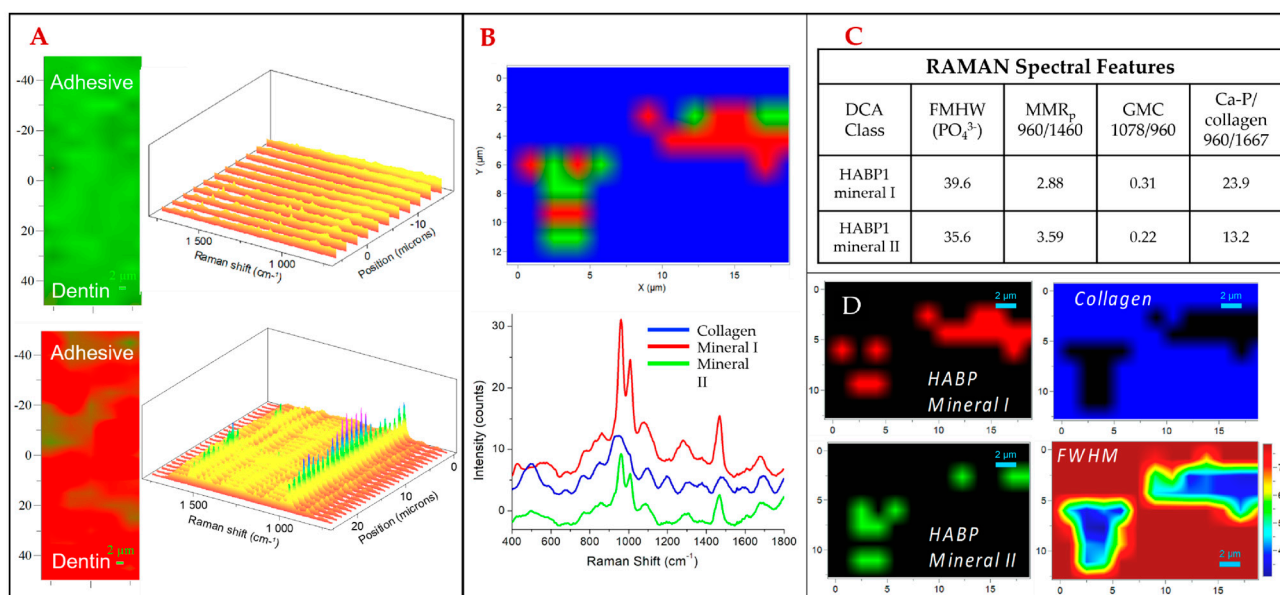 A
Adhesive
Dentin
2 µm
-40
-20
0
20
40
1 500
1 000
Raman shift (cm-¹)
-10
0
Position (microns)
Adhesive
Dentin
2 µm
-40
-20
0
20
40
1 500
1 000
Raman shift (cm-¹)
0
10
20
Position (microns)
B
0
2
4
6
8
10
12
Y (µm)
0
5
10
15
X (µm)
30
20
10
0
Intensity (counts)
Collagen
Mineral I
Mineral
II
400 600 800 1000 1200 1400 1600 1800
Raman Shift (cm⁻¹)
C
RAMAN Spectral Features
DCA Class FMHW (PO₄³⁻) MMRₚ 960/1460 GMC 1078/960 Ca-P/ collagen 960/1667
HABP1 mineral I 39.6 2.88 0.31 23.9
HABP1 mineral II 35.6 3.59 0.22 13.2
D
2 µm
HABP
Mineral I
0
5
10
0 5 10 15
Collagen
2 µm
0
5
10
0 5 10 15
2 µm
HABP
Mineral II
0
5
10
0 5 10 15
FWHM
2 µm
0
5
10
0 5 10 15